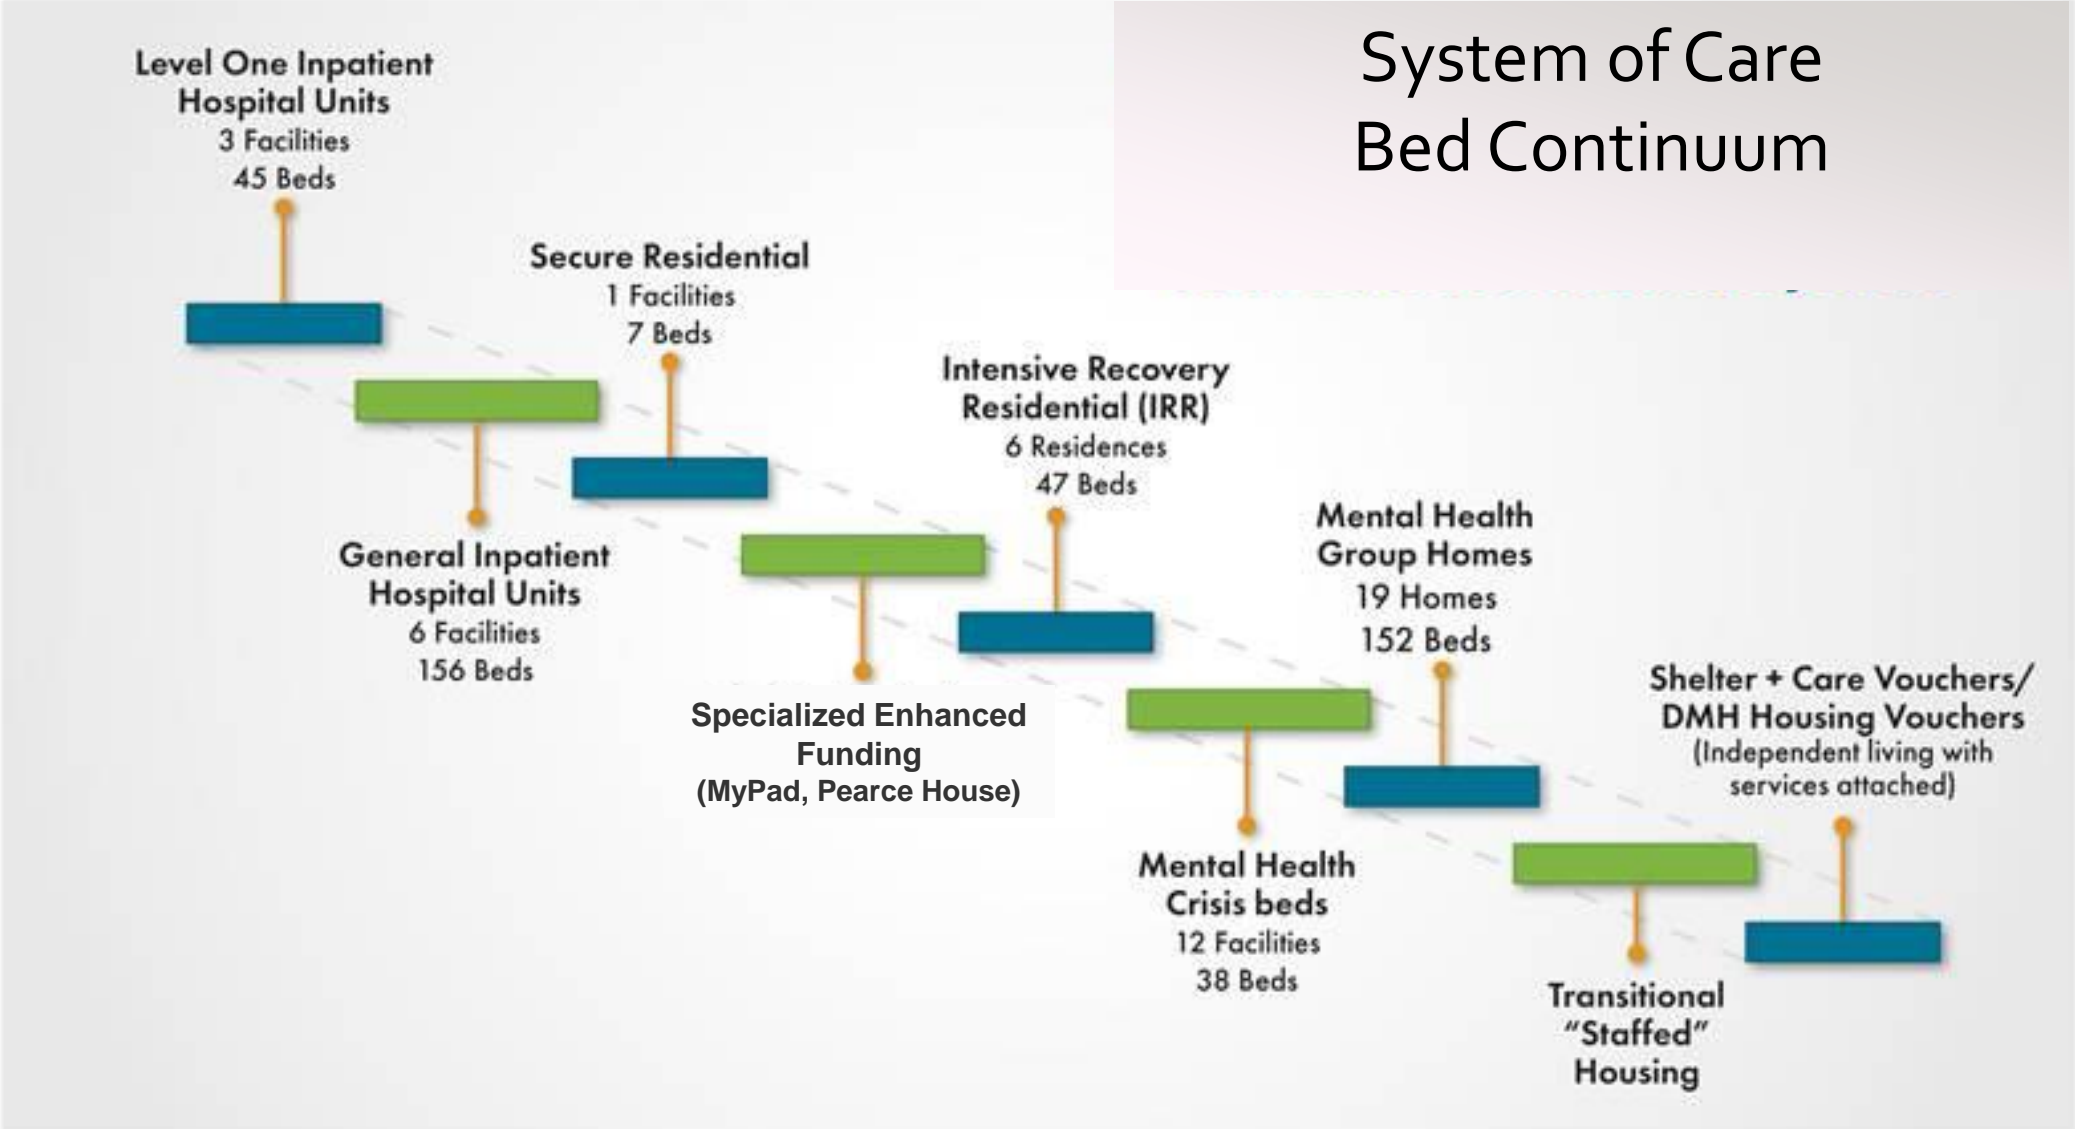 System of Care
Bed Continuum
Level One Inpatient
Hospital Units
3 Facilities
45 Beds
General Inpatient
Hospital Units
6 Facilities
156 Beds
Secure Residential
1 Facilities
7 Beds
Specialized Enhanced
Funding
(MyPad, Pearce House)
Intensive Recovery
Residential (IRR)
6 Residences
47 Beds
Mental Health
Crisis beds
12 Facilities
38 Beds
Mental Health
Group Homes
19 Homes
152 Beds
Transitional
“Staffed”
Housing
Shelter + Care Vouchers/
DMH Housing Vouchers
(Independent living with
services attached)